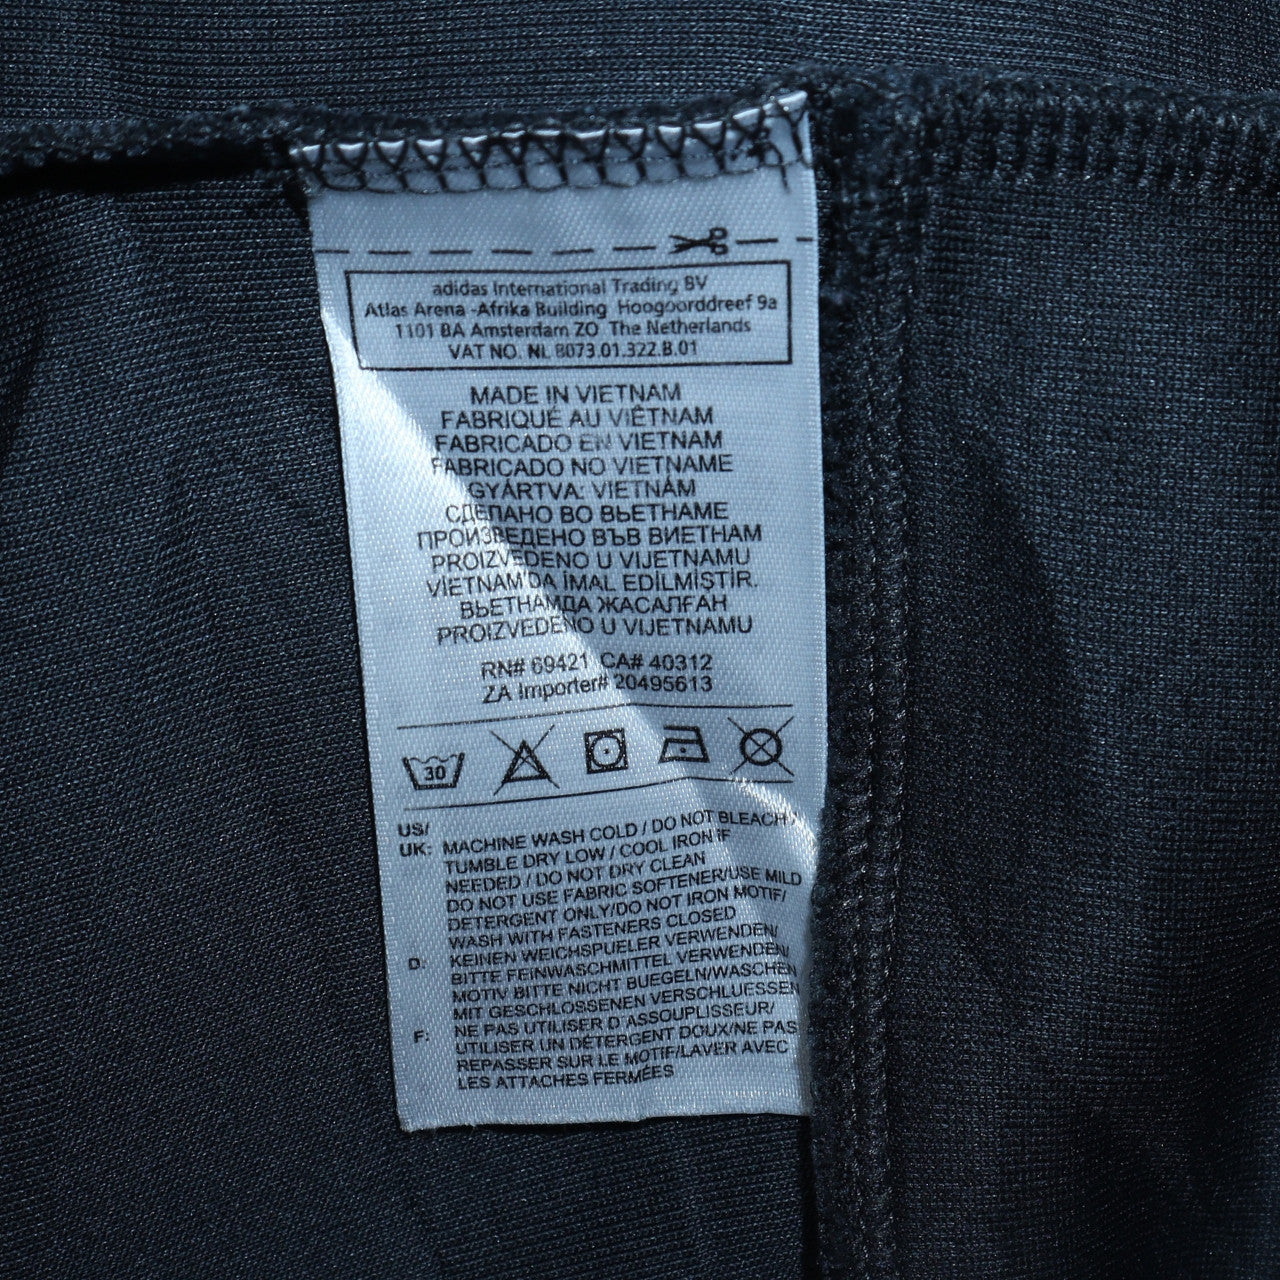 adidas International Trading BV
Atlas Arena -Afrika Building Hoogoorddreef 9a
1101 BA Amsterdam ZO The Netherlands
VAT NO. NL 8073.01.322.B.01
MADE IN VIETNAM
FABRIQUÉ AU VIÊTNAM
FABRICADO EN VIETNAM
FABRICADO NO VIETNAME
GYÁRTVA: VIETNÁM
СДЕЛАНО ВО ВЬЕТНАМЕ
ПРОИЗВЕДЕНО ВЪВ ВИЕТНАМ
PROIZVEDENO U VIJETNAMU
VİETNAM'DA İMAL EDİLMİŞTİR.
ВЬЕТНАМДА ЖАСАЛҒАН
PROIZVEDENO U VIJETNAMU
RN# 69421 CA# 40312
ZA Importer# 20495613
30
US/
UK: MACHINE WASH COLD / DO NOT BLEACH /
TUMBLE DRY LOW / COOL IRON IF
NEEDED / DO NOT DRY CLEAN
DO NOT USE FABRIC SOFTENER/USE MILD
DETERGENT ONLY/DO NOT IRON MOTIF/
WASH WITH FASTENERS CLOSED
D: KEINEN WEICHSPUELER VERWENDEN/
BITTE FEINWASCHMITTEL VERWENDEN/
MOTIV BITTE NICHT BUEGELN/WASCHEN
MIT GESCHLOSSENEN VERSCHLUESSEN
F: NE PAS UTILISER D'ASSOUPLISSEUR/
UTILISER UN DÉTERGENT DOUX/NE PAS
REPASSER SUR LE MOTIF/LAVER AVEC
LES ATTACHES FERMÉES